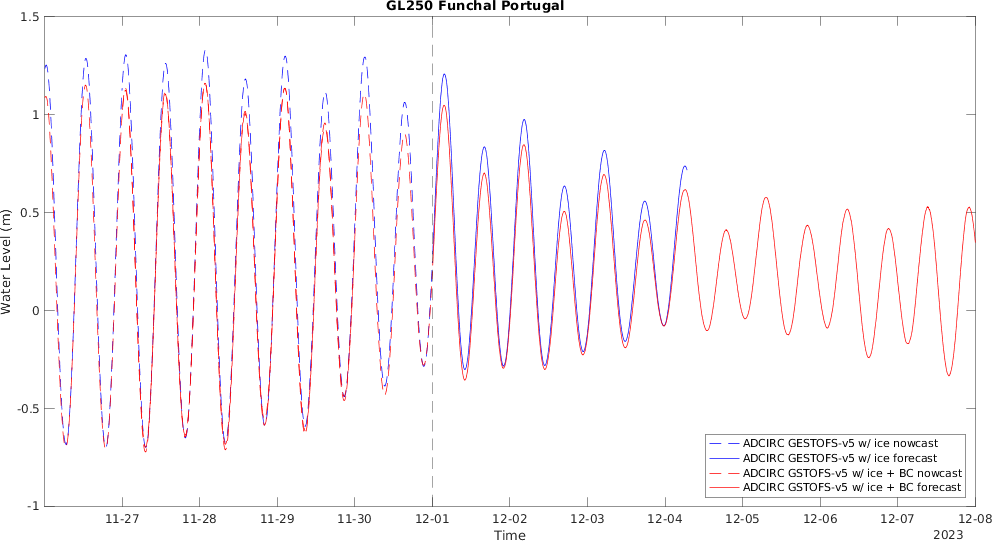 GL250 Funchal Portugal
1.5
1
0.5
0
-0.5
-1
Water Level (m)
11-27
11-28
11-29
11-30
12-01
12-02
12-03
12-04
12-05
12-06
12-07
12-08
Time
2023
ADCIRC GESTOFS-v5 w/ ice nowcast
ADCIRC GESTOFS-v5 w/ ice forecast
ADCIRC GSTOFS-v5 w/ ice + BC nowcast
ADCIRC GSTOFS-v5 w/ ice + BC forecast